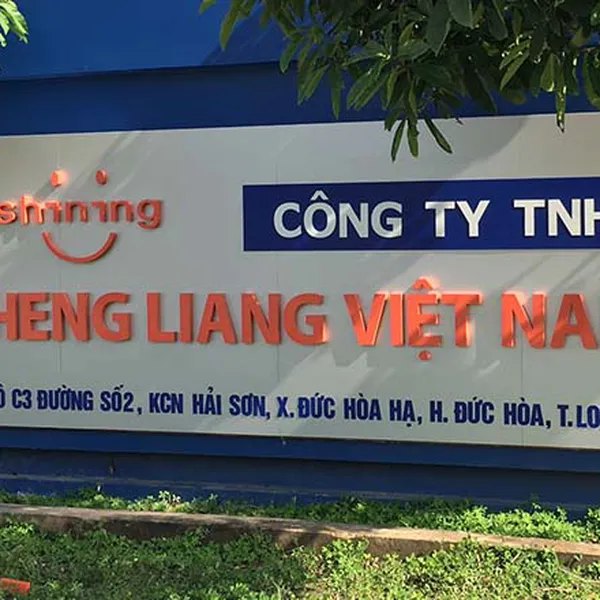 shining
CÔNG TY TNH
HENG LIANG VIỆT NA
Ô C3 ĐƯỜNG SỐ2, KCN HẢI SƠN, X.ĐỨC HÒA HẠ, H. ĐỨC HÒA, T.LO